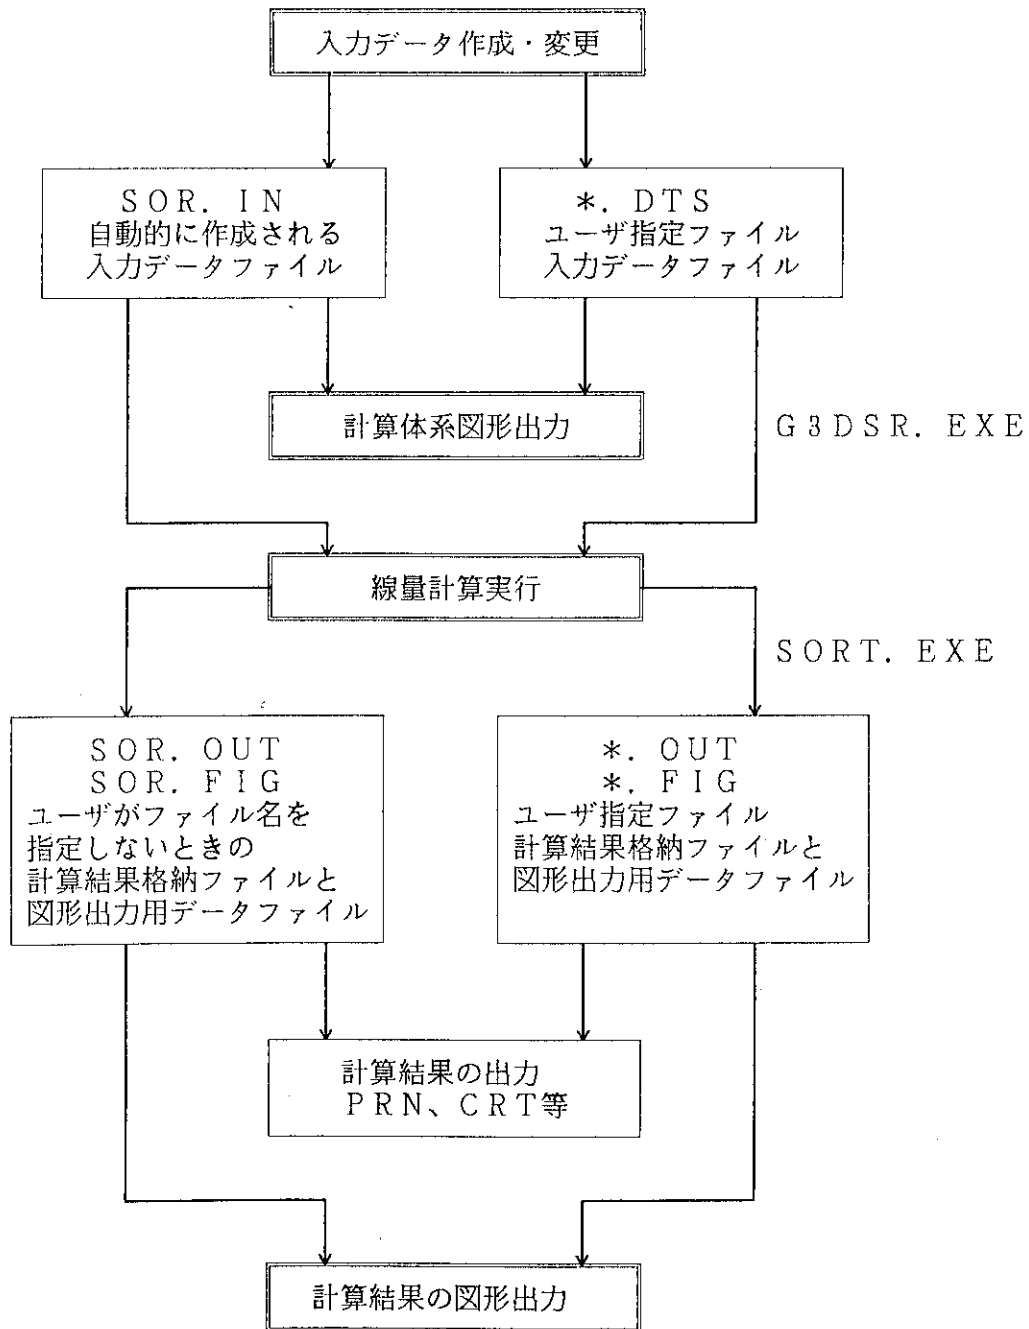 入力データ作成・変更
ＳＯＲ．ＩＮ
自動的に作成される
入力データファイル
＊．ＤＴＳ
ユーザ指定ファイル
入力データファイル
計算体系図形出力
Ｇ３ＤＳＲ．ＥＸＥ
線量計算実行
ＳＯＲＴ．ＥＸＥ
ＳＯＲ．ＯＵＴ
ＳＯＲ．ＦＩＧ
ユーザがファイル名を
指定しないときの
計算結果格納ファイルと
図形出力用データファイル
＊．ＯＵＴ
＊．ＦＩＧ
ユーザ指定ファイル
計算結果格納ファイルと
図形出力用データファイル
計算結果の出力
ＰＲＮ、ＣＲＴ等
計算結果の図形出力